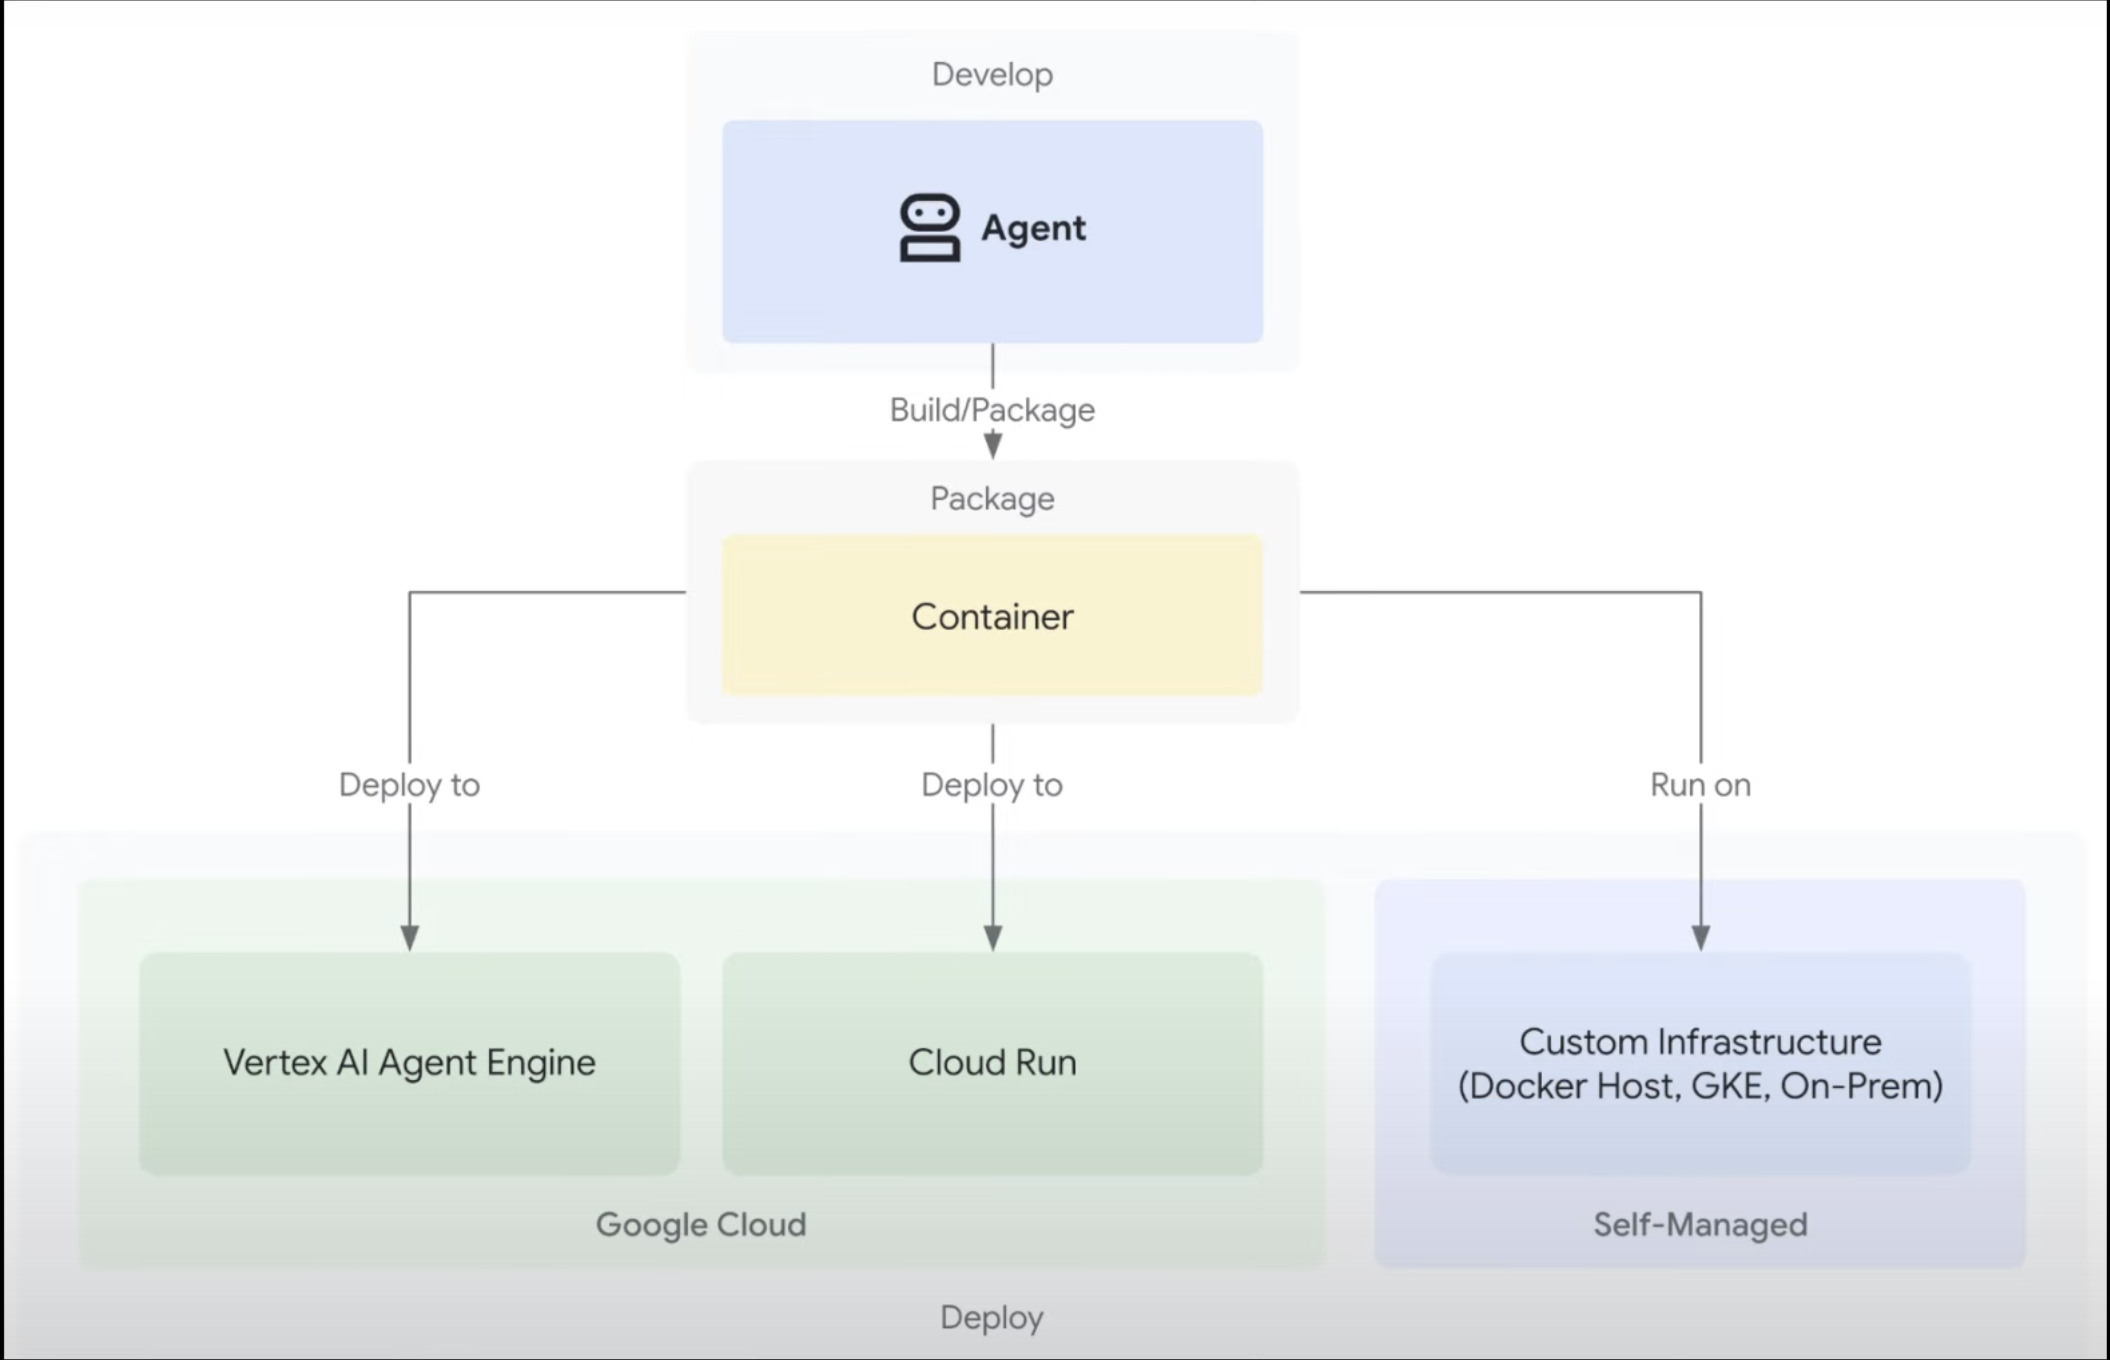 Develop
Agent
Build/Package
Package
Container
Deploy to
Deploy to
Run on
Vertex AI Agent Engine
Cloud Run
Custom Infrastructure
(Docker Host, GKE, On-Prem)
Google Cloud
Self-Managed
Deploy